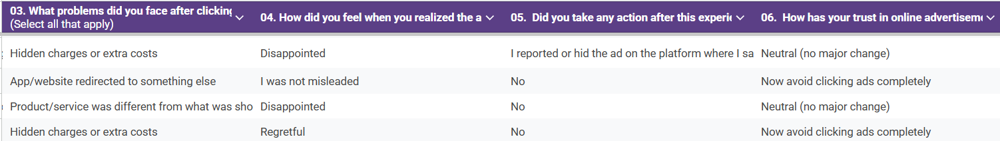 03. What problems did you face after clicking
(Select all that apply)
04. How did you feel when you realized the a
05. Did you take any action after this experi
06. How has your trust in online advertisem
Hidden charges or extra costs
Disappointed
I reported or hid the ad on the platform where I sa
Neutral (no major change)
App/website redirected to something else
I was not misleaded
No
Now avoid clicking ads completely
Product/service was different from what was sho
Disappointed
No
Neutral (no major change)
Hidden charges or extra costs
Regretful
No
Now avoid clicking ads completely